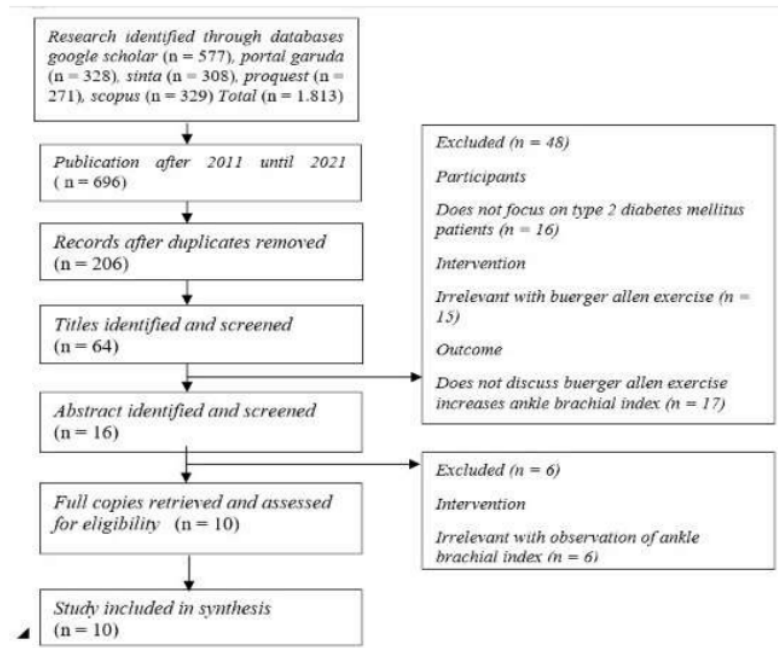 Research identified through databases
google scholar (n = 577), portal garuda
(n = 328), sinta (n = 308), proquest (n =
271), scopus (n = 329) Total (n = 1.813)
Publication after 2011 until 2021
(n = 696)
Records after duplicates removed
(n = 206)
Titles identified and screened
(n = 64)
Excluded (n = 48)
Participants
Does not focus on type 2 diabetes mellitus
patients (n = 16)
Intervention
Irrelevant with buerger allen exercise (n =
15)
Outcome
Does not discuss buerger allen exercise
increases ankle brachial index (n = 17)
Abstract identified and screened
(n = 16)
Excluded (n = 6)
Intervention
Irrelevant with observation of ankle
brachial index (n = 6)
Full copies retrieved and assessed
for eligibility (n = 10)
Study included in synthesis
(n = 10)